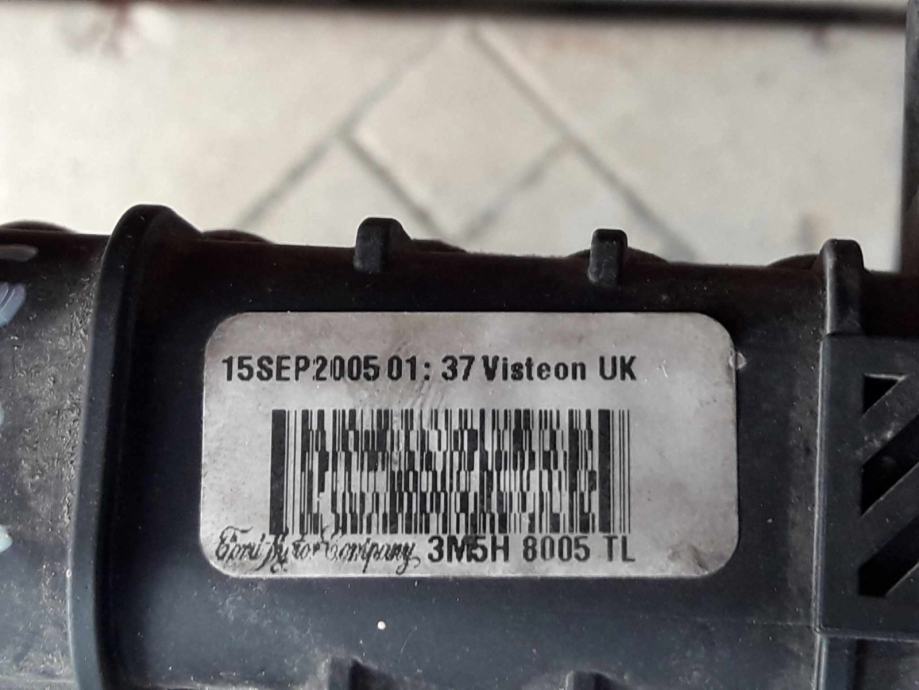 15SEP2005 01: 37 Visteon UK
Ford Motor Company 3M5H 8005 TL